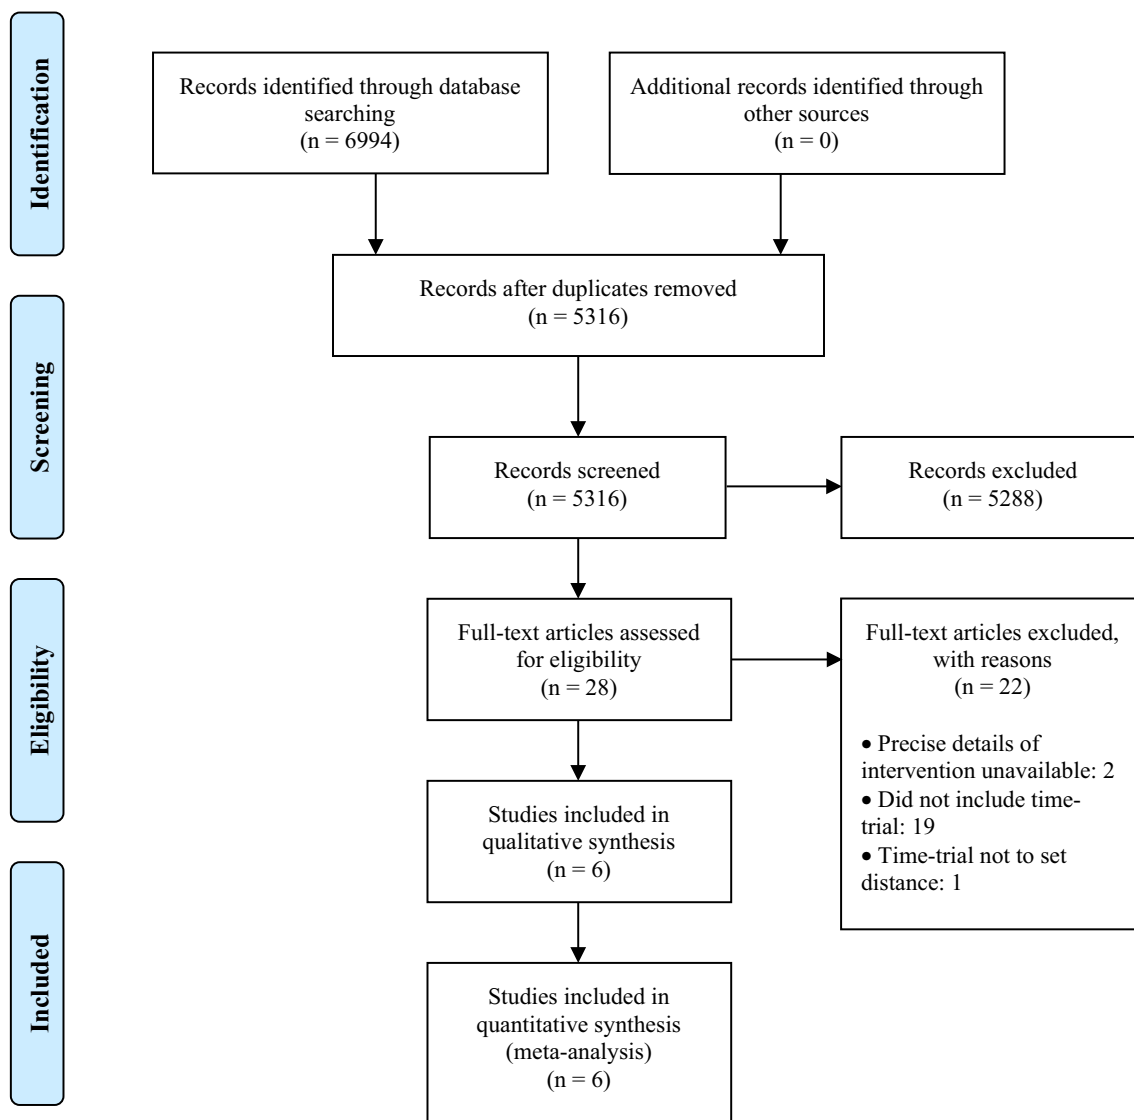 Identification
Records identified through database
searching
(n = 6994)
Additional records identified through
other sources
(n = 0)
Records after duplicates removed
(n = 5316)
Screening
Records screened
(n = 5316)
Records excluded
(n = 5288)
Eligibility
Full-text articles assessed
for eligibility
(n = 28)
Full-text articles excluded,
with reasons
(n = 22)
• Precise details of
intervention unavailable: 2
• Did not include time-
trial: 19
• Time-trial not to set
distance: 1
Studies included in
qualitative synthesis
(n = 6)
Included
Studies included in
quantitative synthesis
(meta-analysis)
(n = 6)